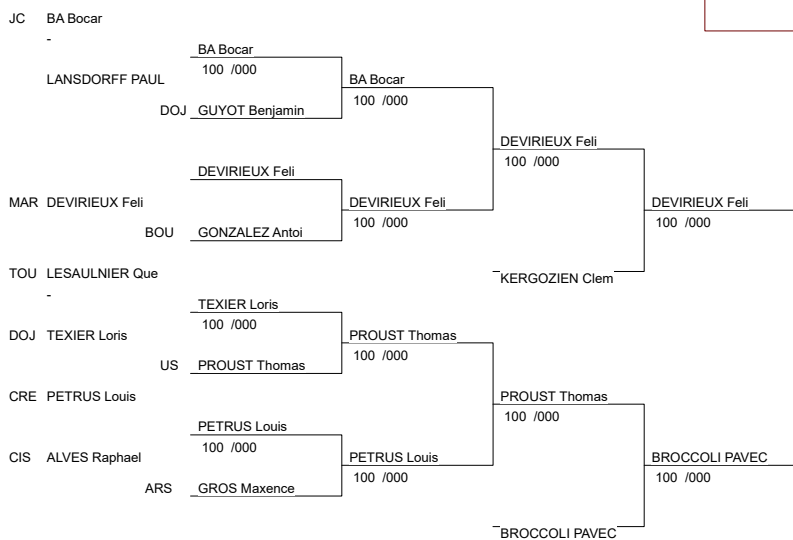 JC BA Bocar
-
BA Bocar
100 /000
LANSDORFF PAUL
BA Bocar
100 /000
DOJ GUYOT Benjamin
DEVIRIEUX Feli
100 /000
DEVIRIEUX Feli
MAR DEVIRIEUX Feli
DEVIRIEUX Feli
100 /000
DEVIRIEUX Feli
100 /000
BOU GONZALEZ Antoi
TOU LESAULNIER Que
-
KERGOZIEN Clem
TEXIER Loris
100 /000
DOJ TEXIER Loris
PROUST Thomas
100 /000
US PROUST Thomas
CRE PETRUS Louis
PROUST Thomas
100 /000
PETRUS Louis
100 /000
CIS ALVES Raphael
PETRUS Louis
100 /000
BROCCOLI PAVEC
100 /000
ARS GROS Maxence
BROCCOLI PAVEC